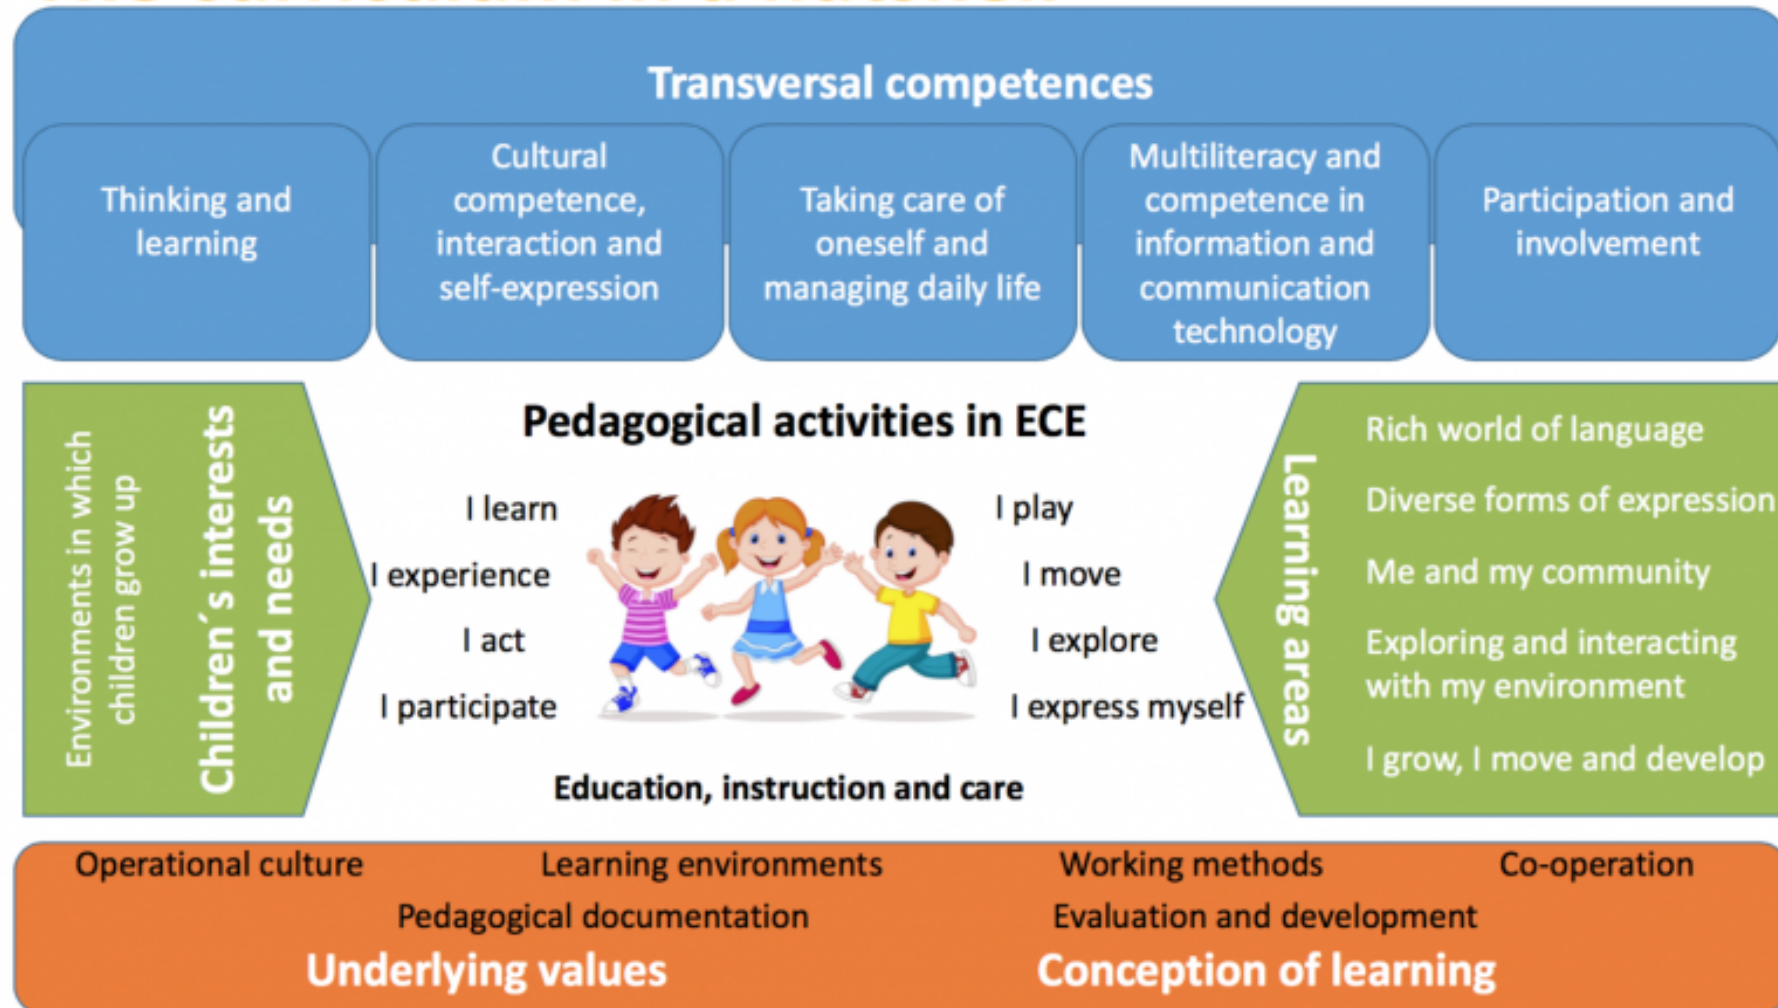 Transversal competences
Thinking and
learning
Cultural
competence,
interaction and
self-expression
Taking care of
oneself and
managing daily life
Multiliteracy and
competence in
information and
communication
technology
Participation and
involvement
Environments in which
children grow up
Children´s interests
and needs
Pedagogical activities in ECE
I learn
I experience
I act
I participate
I play
I move
I explore
I express myself
Education, instruction and care
Learning areas
Rich world of language
Diverse forms of expression
Me and my community
Exploring and interacting
with my environment
I grow, I move and develop
Operational culture Learning environments Working methods Co-operation
Pedagogical documentation Evaluation and development
Underlying values Conception of learning